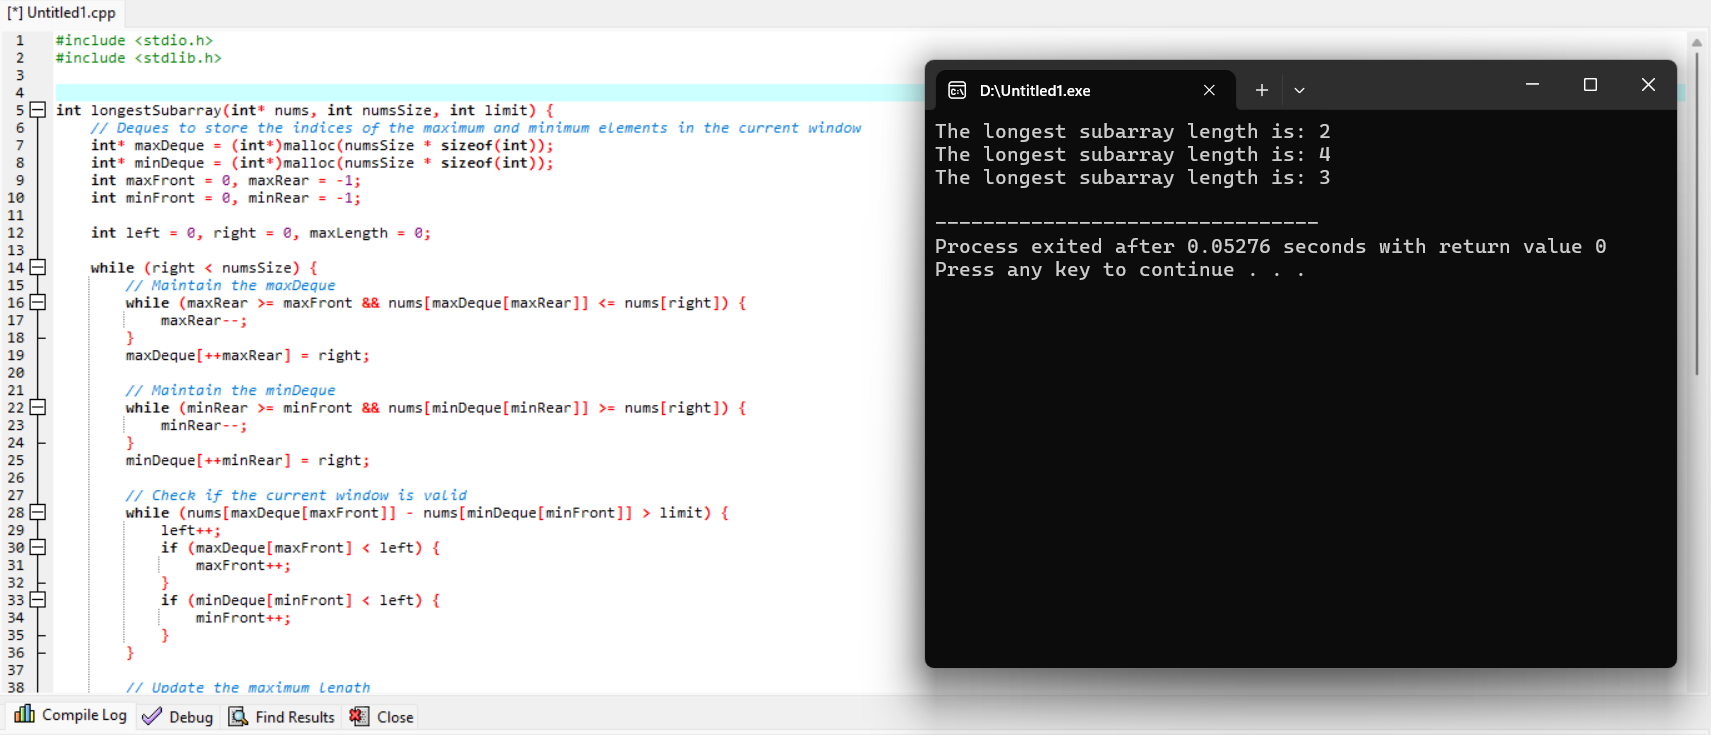 [*] Untitled1.cpp
1 #include <stdio.h>
2 #include <stdlib.h>
3
4
5 int longestSubarray(int* nums, int numsSize, int limit) {
6 // Deques to store the indices of the maximum and minimum elements in the current window
7 int* maxDeque = (int*)malloc(numsSize * sizeof(int));
8 int* minDeque = (int*)malloc(numsSize * sizeof(int));
9 int maxFront = 0, maxRear = -1;
10 int minFront = 0, minRear = -1;
11
12 int left = 0, right = 0, maxLength = 0;
13
14 while (right < numsSize) {
15 // Maintain the maxDeque
16 while (maxRear >= maxFront && nums[maxDeque[maxRear]] <= nums[right]) {
17 maxRear--;
18 }
19 maxDeque[++maxRear] = right;
20
21 // Maintain the minDeque
22 while (minRear >= minFront && nums[minDeque[minRear]] >= nums[right]) {
23 minRear--;
24 }
25 minDeque[++minRear] = right;
26
27 // Check if the current window is valid
28 while (nums[maxDeque[maxFront]] - nums[minDeque[minFront]] > limit) {
29 left++;
30 if (maxDeque[maxFront] < left) {
31 maxFront++;
32 }
33 if (minDeque[minFront] < left) {
34 minFront++;
35 }
36 }
37
38 // Update the maximum length
D:\Untitled1.exe
The longest subarray length is: 2
The longest subarray length is: 4
The longest subarray length is: 3
--------------------------------
Process exited after 0.05276 seconds with return value 0
Press any key to continue . . .
Compile Log Debug Find Results Close